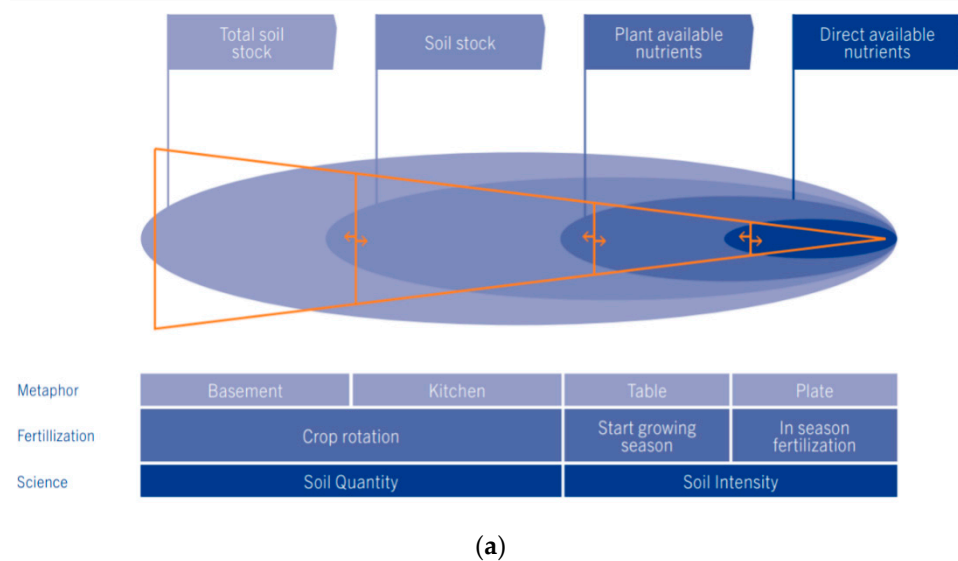 Total soil
stock
Soil stock
Plant available
nutrients
Direct available
nutrients
Metaphor
Basement
Kitchen
Table
Plate
Fertillization
Crop rotation
Start growing
season
In season
fertilization
Science
Soil Quantity
Soil Intensity
(a)